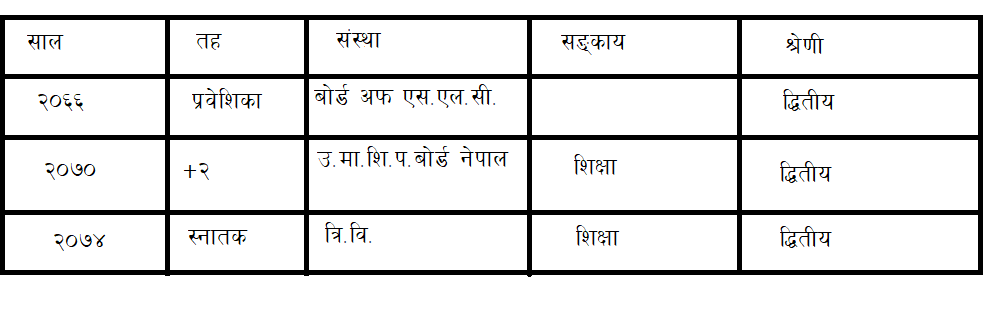 साल तह संस्था सङ्काय श्रेणी
२०६६ प्रवेशिका बोर्ड अफ एस.एल.सी. द्वितीय
२०७० +२ उ.मा.शि.प.बोर्ड नेपाल शिक्षा द्वितीय
२०७४ स्नातक त्रि.वि. शिक्षा द्वितीय